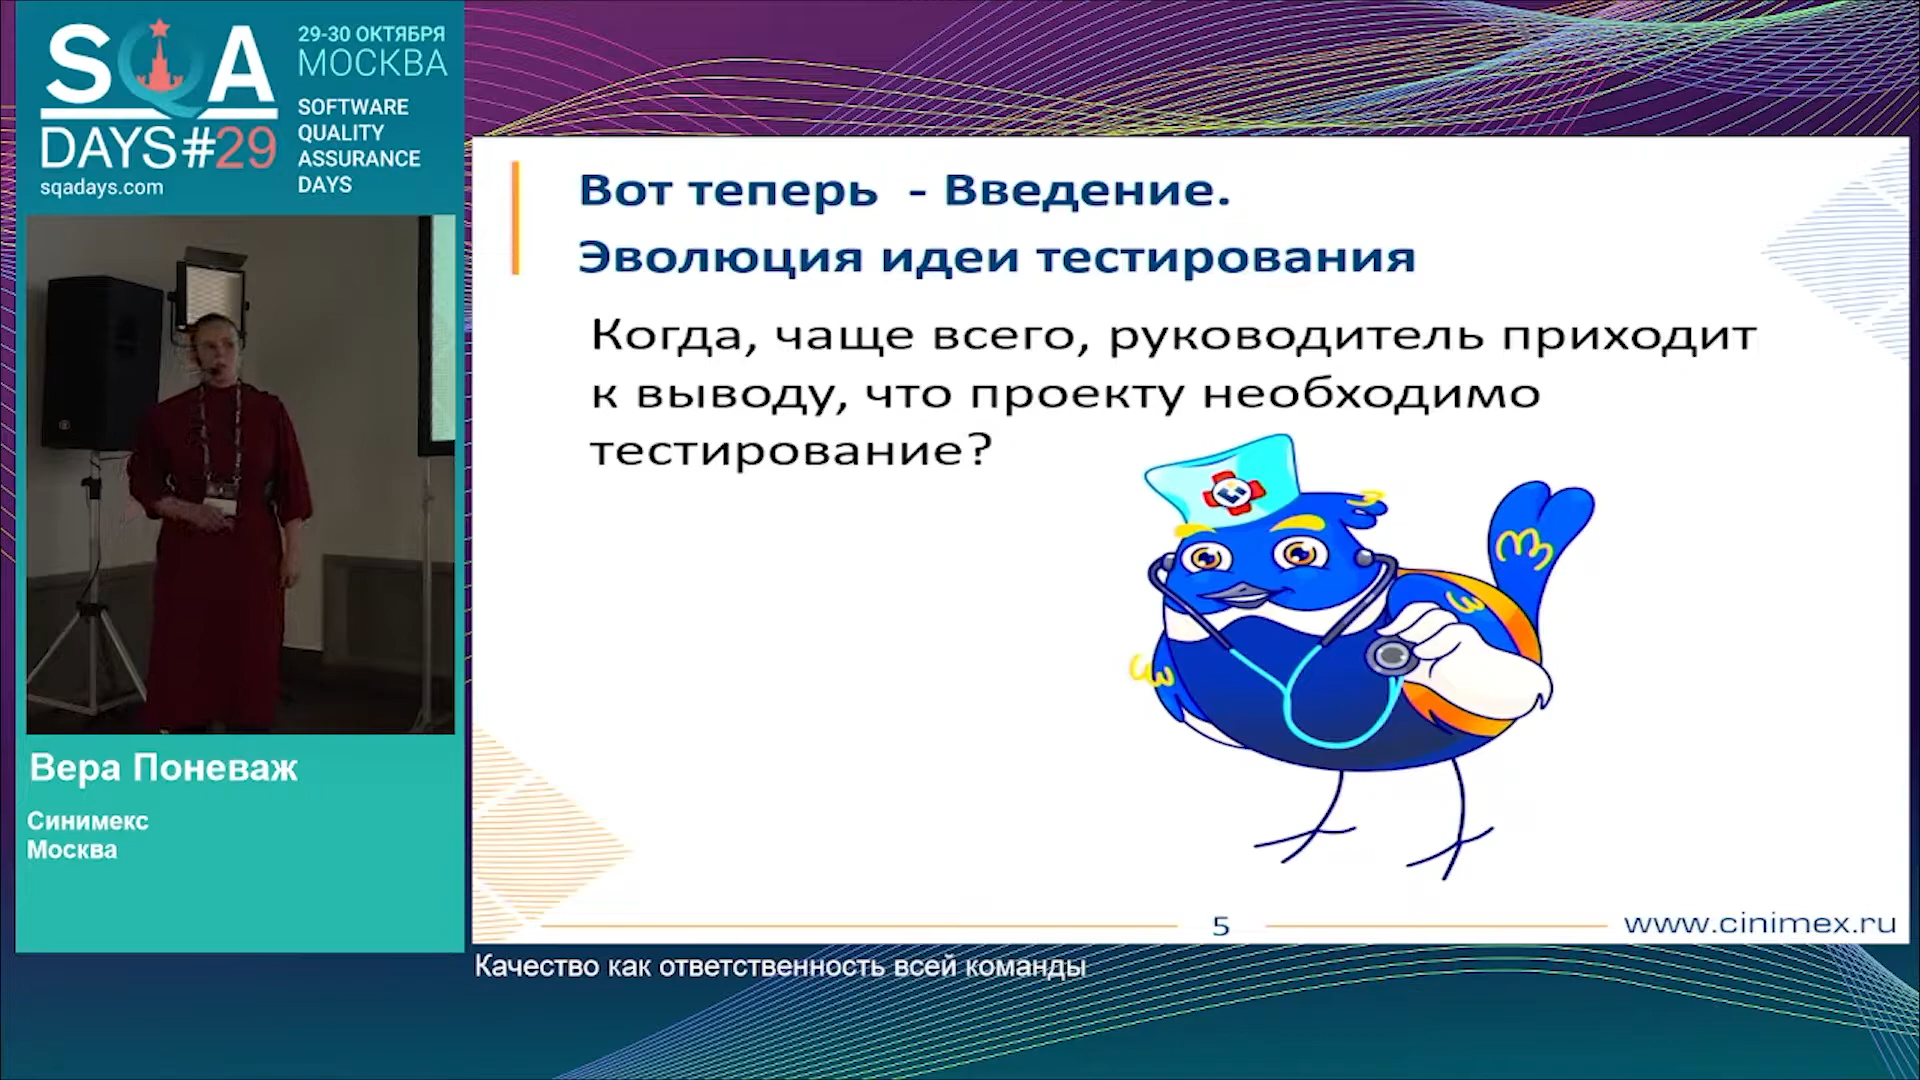 SQA
DAYS#29
sqadays.com
29-30 ОКТЯБРЯ
МОСКВА
SOFTWARE
QUALITY
ASSURANCE
DAYS
Вера Поневаж
Синимекс
Москва
Вот теперь - Введение.
Эволюция идеи тестирования
Когда, чаще всего, руководитель приходит
к выводу, что проекту необходимо
тестирование?
5
www.cinimex.ru
Качество как ответственность всей команды